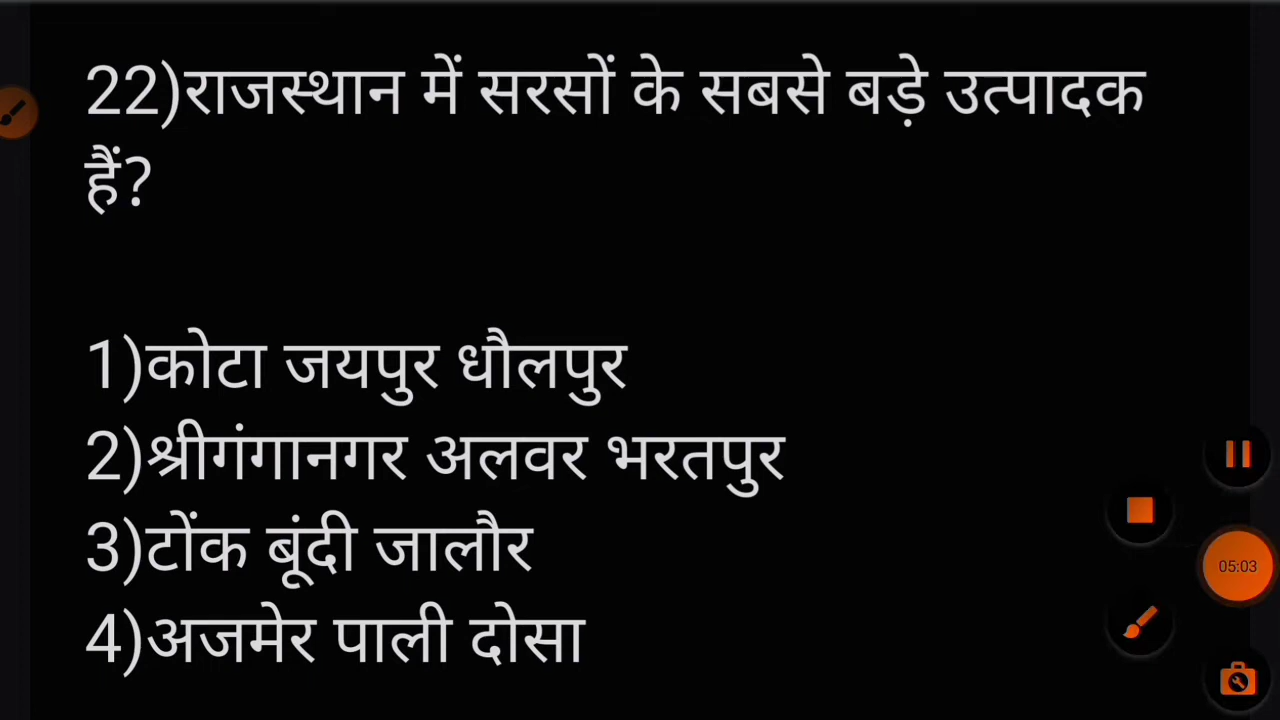 22)राजस्थान में सरसों के सबसे बड़े उत्पादक
हैं?
1)कोटा जयपुर धौलपुर
2)श्रीगंगानगर अलवर भरतपुर
3)टोंक बूंदी जालौर
4)अजमेर पाली दोसा
05:03